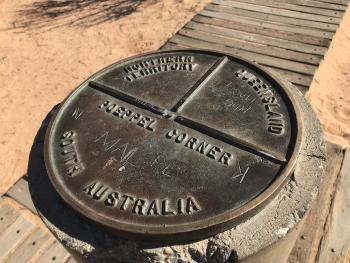 NORTHERN
TERRITORY
QUEENSLAND
POEPPEL CORNER
K
SOUTH AUSTRALIA